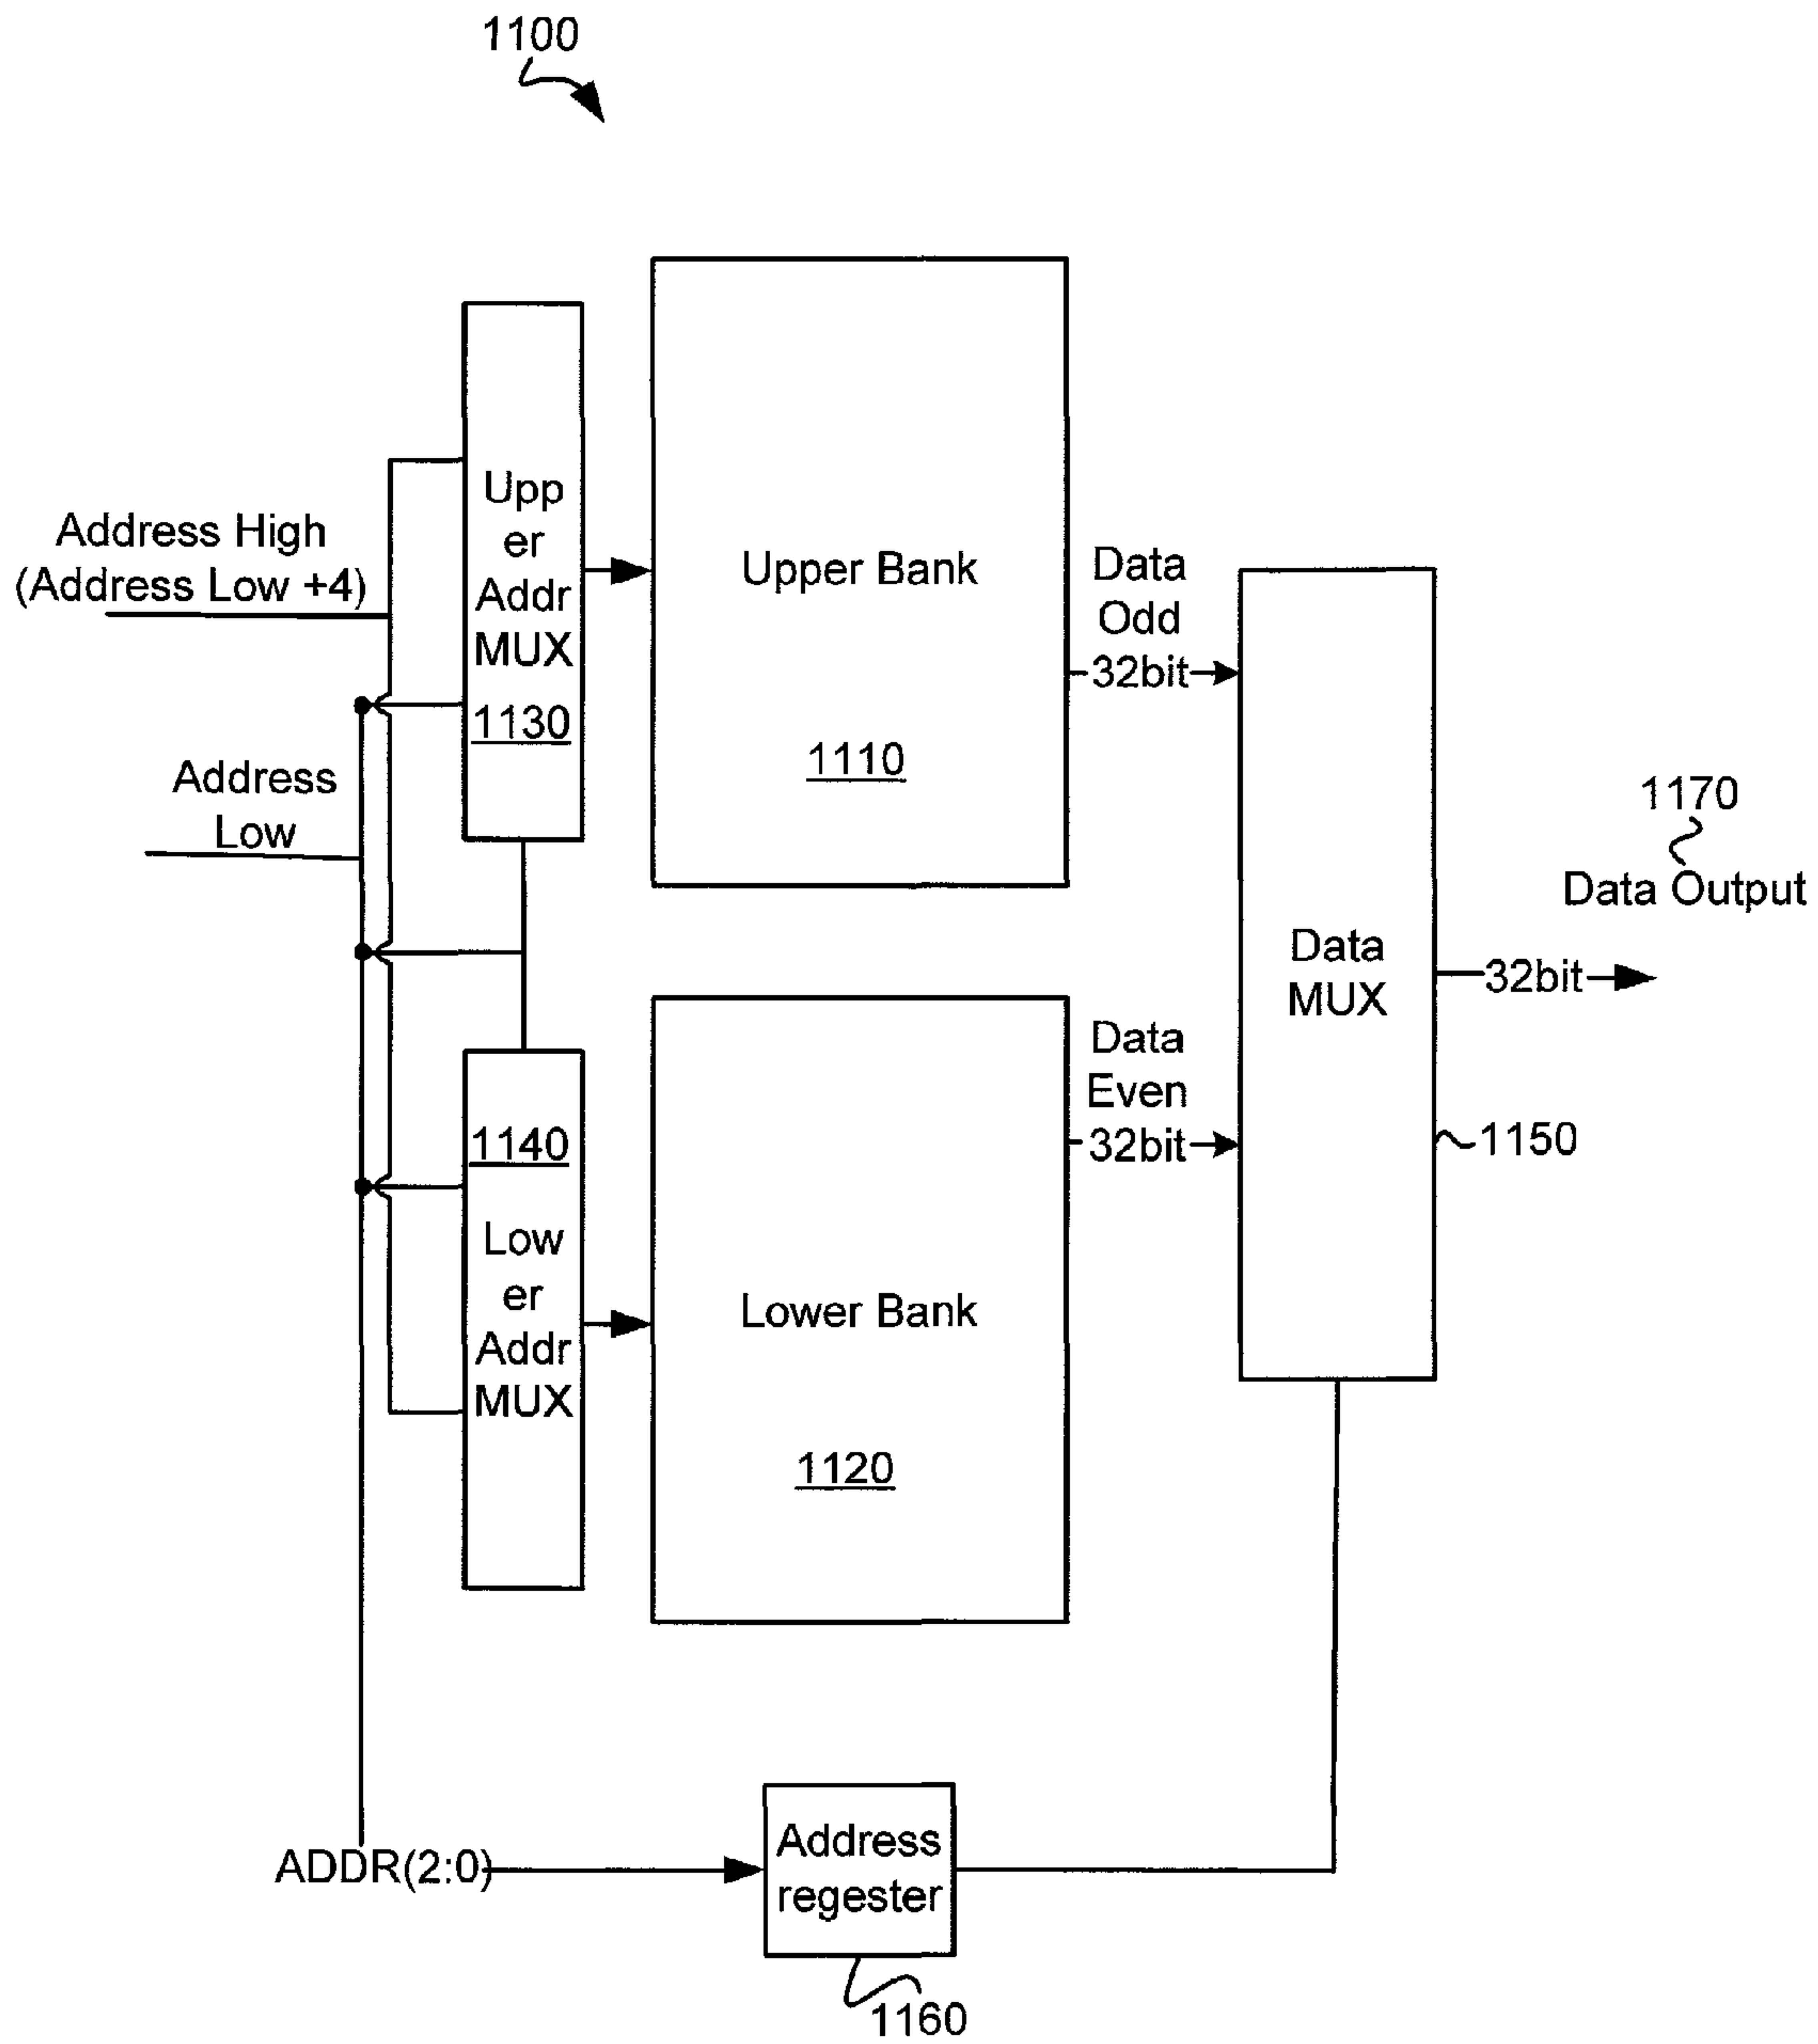 1100
Address High
(Address Low +4)
Address
Low
Upp
er
Addr
MUX
1130
Upper Bank
1110
Data
Odd
32bit
1140
Low
er
Addr
MUX
Lower Bank
1120
Data
Even
32bit
Data
MUX
1150
1170
Data Output
32bit
ADDR(2:0)
Address
regester
1160